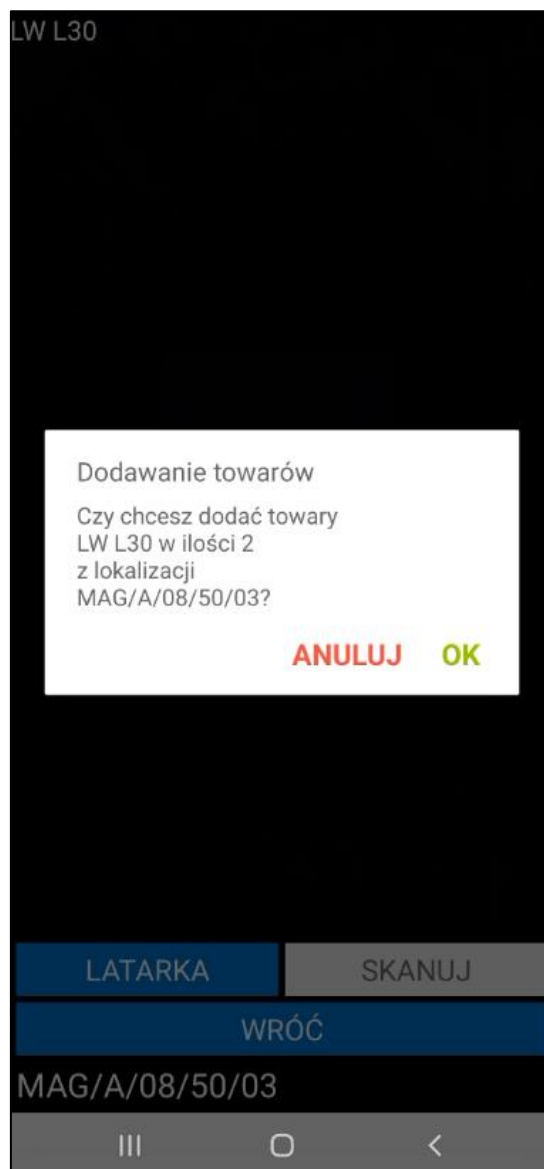 LW L30
Dodawanie towarów
Czy chcesz dodać towary
LW L30 w ilości 2
z lokalizacji
MAG/A/08/50/03?
ANULUJ OK
LATARKA SKANUJ
WRÓĆ
MAG/A/08/50/03